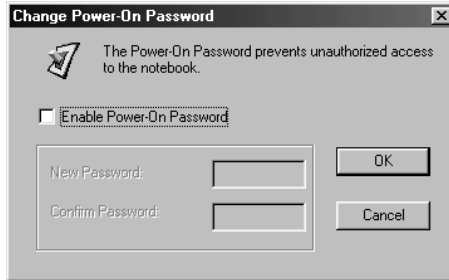 Change Power-On Password
The Power-On Password prevents unauthorized access
to the notebook.
Enable Power-On Password
New Password:
Confirm Password:
OK
Cancel